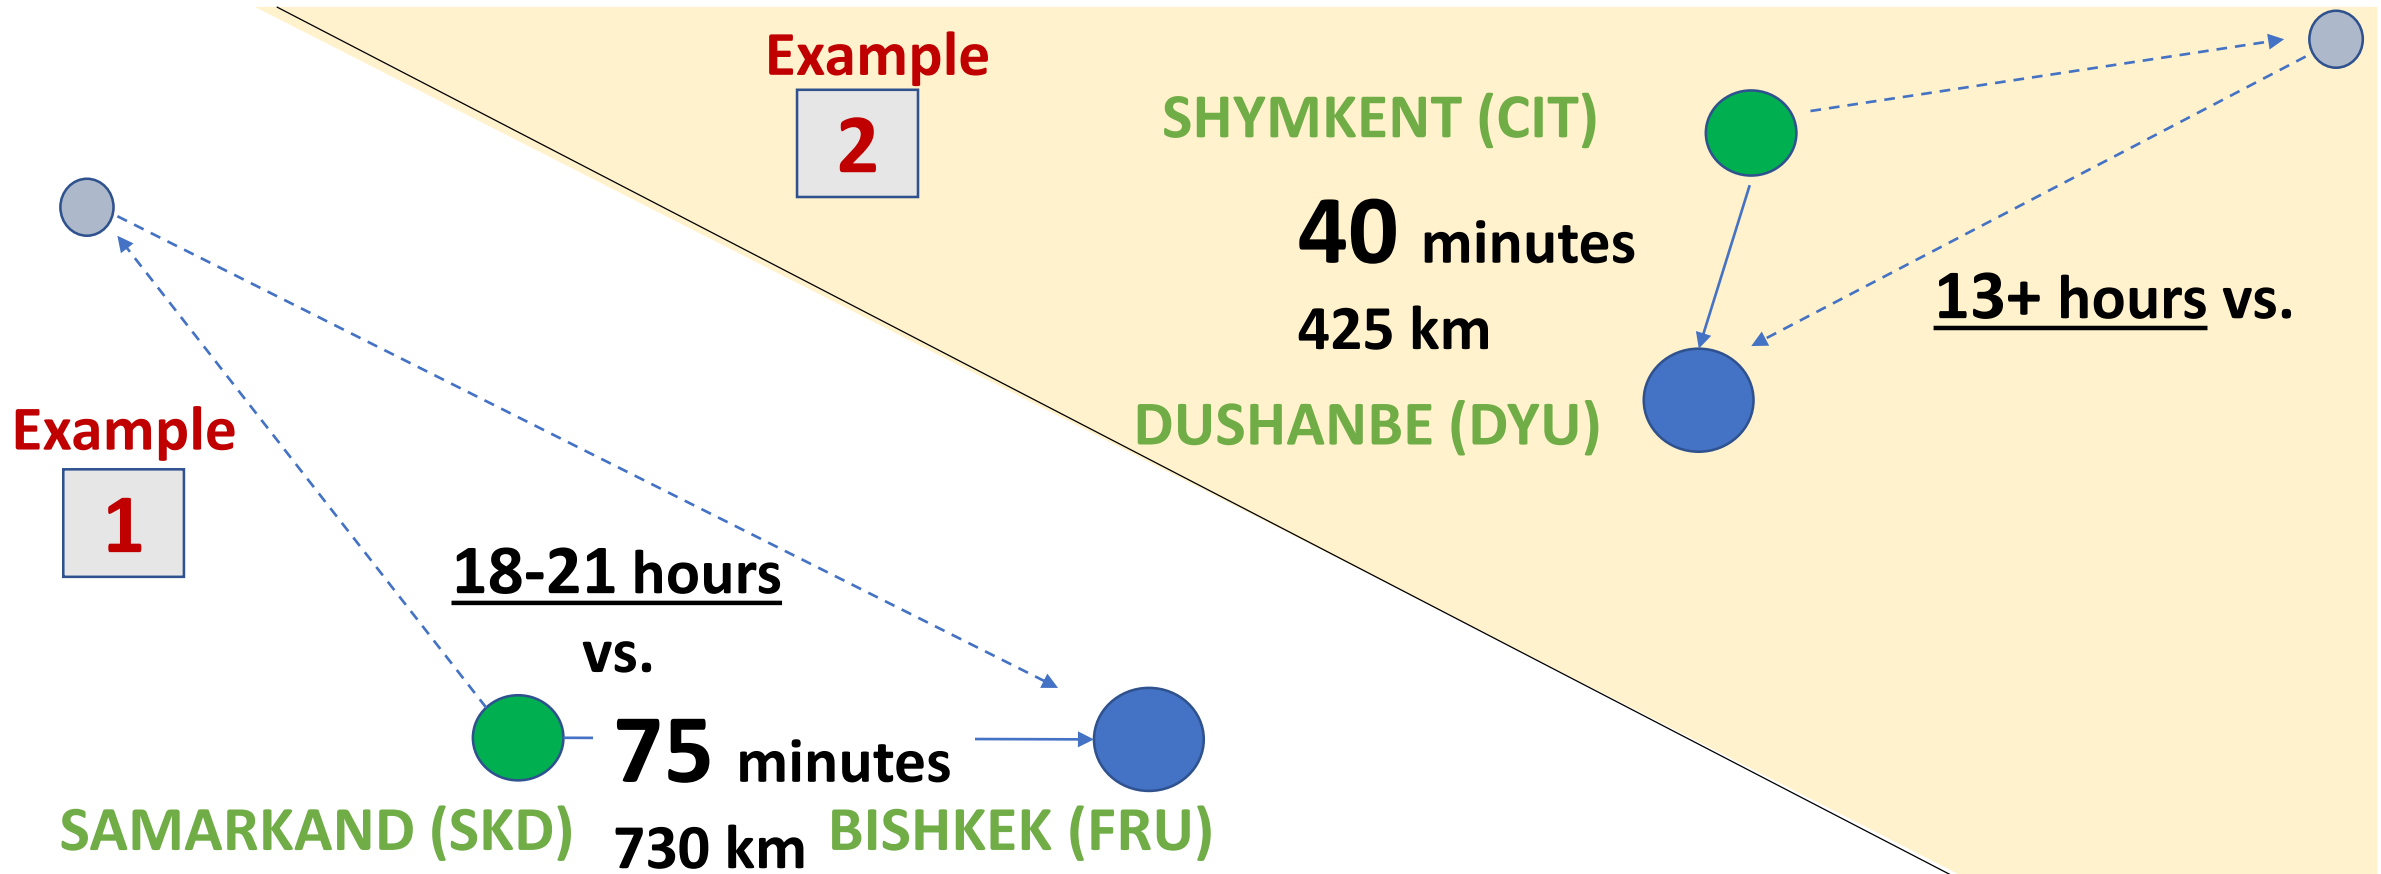 Example
1
18-21 hours
vs.
75 minutes
730 km
SAMARKAND (SKD)
BISHKEK (FRU)
Example
2
SHYMKENT (CIT)
40 minutes
425 km
DUSHANBE (DYU)
13+ hours vs.